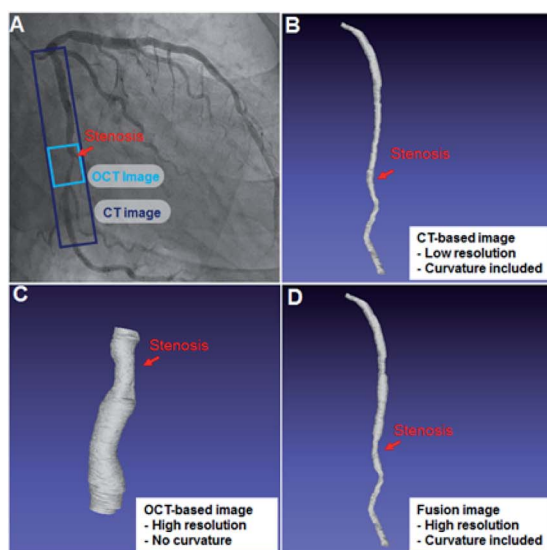 A
Stenosis
OCT Image
CT image
B
Stenosis
CT-based image
- Low resolution
- Curvature included
C
Stenosis
OCT-based image
- High resolution
- No curvature
D
Stenosis
Fusion image
- High resolution
- Curvature included